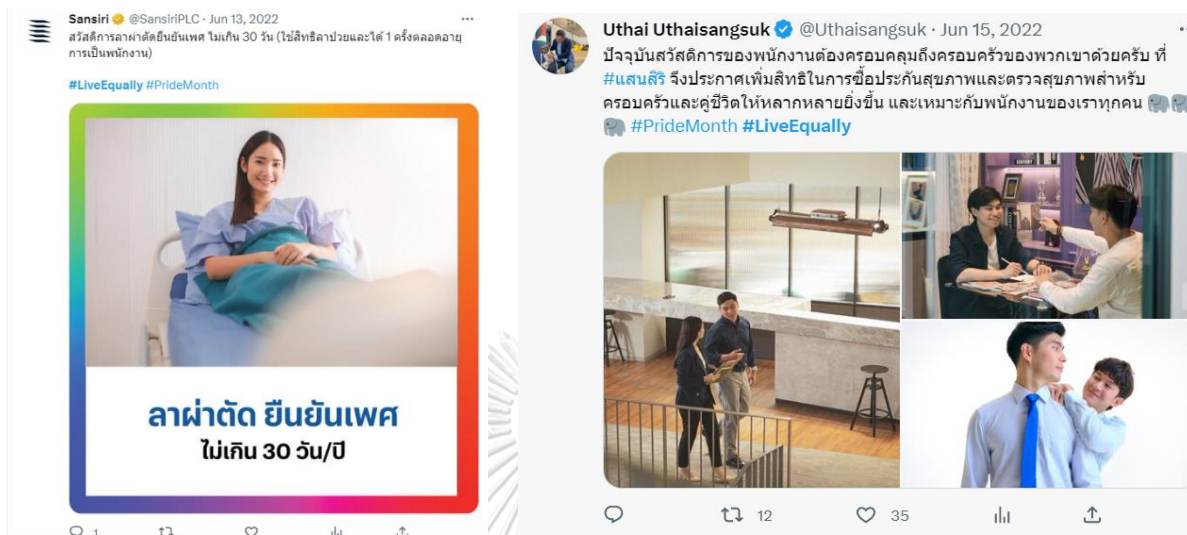 Sansiri @SansiriPLC · Jun 13, 2022
สวัสดิการลาผ่าตัดยืนยันเพศ ไม่เกิน 30 วัน (ใช้สิทธิลาป่วยและได้ 1 ครั้งตลอดอายุ
การเป็นพนักงาน)
#LiveEqually #PrideMonth
ลาผ่าตัด ยืนยันเพศ
ไม่เกิน 30 วัน/ปี
1
Uthai Uthaisangsuk @Uthaisangsuk · Jun 15, 2022
ปัจจุบันสวัสดิการของพนักงานต้องครอบคลุมถึงครอบครัวของพวกเขาด้วยครับ ที่
#แสนสิริ จึงประกาศเพิ่มสิทธิในการซื้อประกันสุขภาพและตรวจสุขภาพสำหรับ
ครอบครัวและคู่ชีวิตให้หลากหลายยิ่งขึ้น และเหมาะกับพนักงานของเราทุกคน
#PrideMonth #LiveEqually
12 35